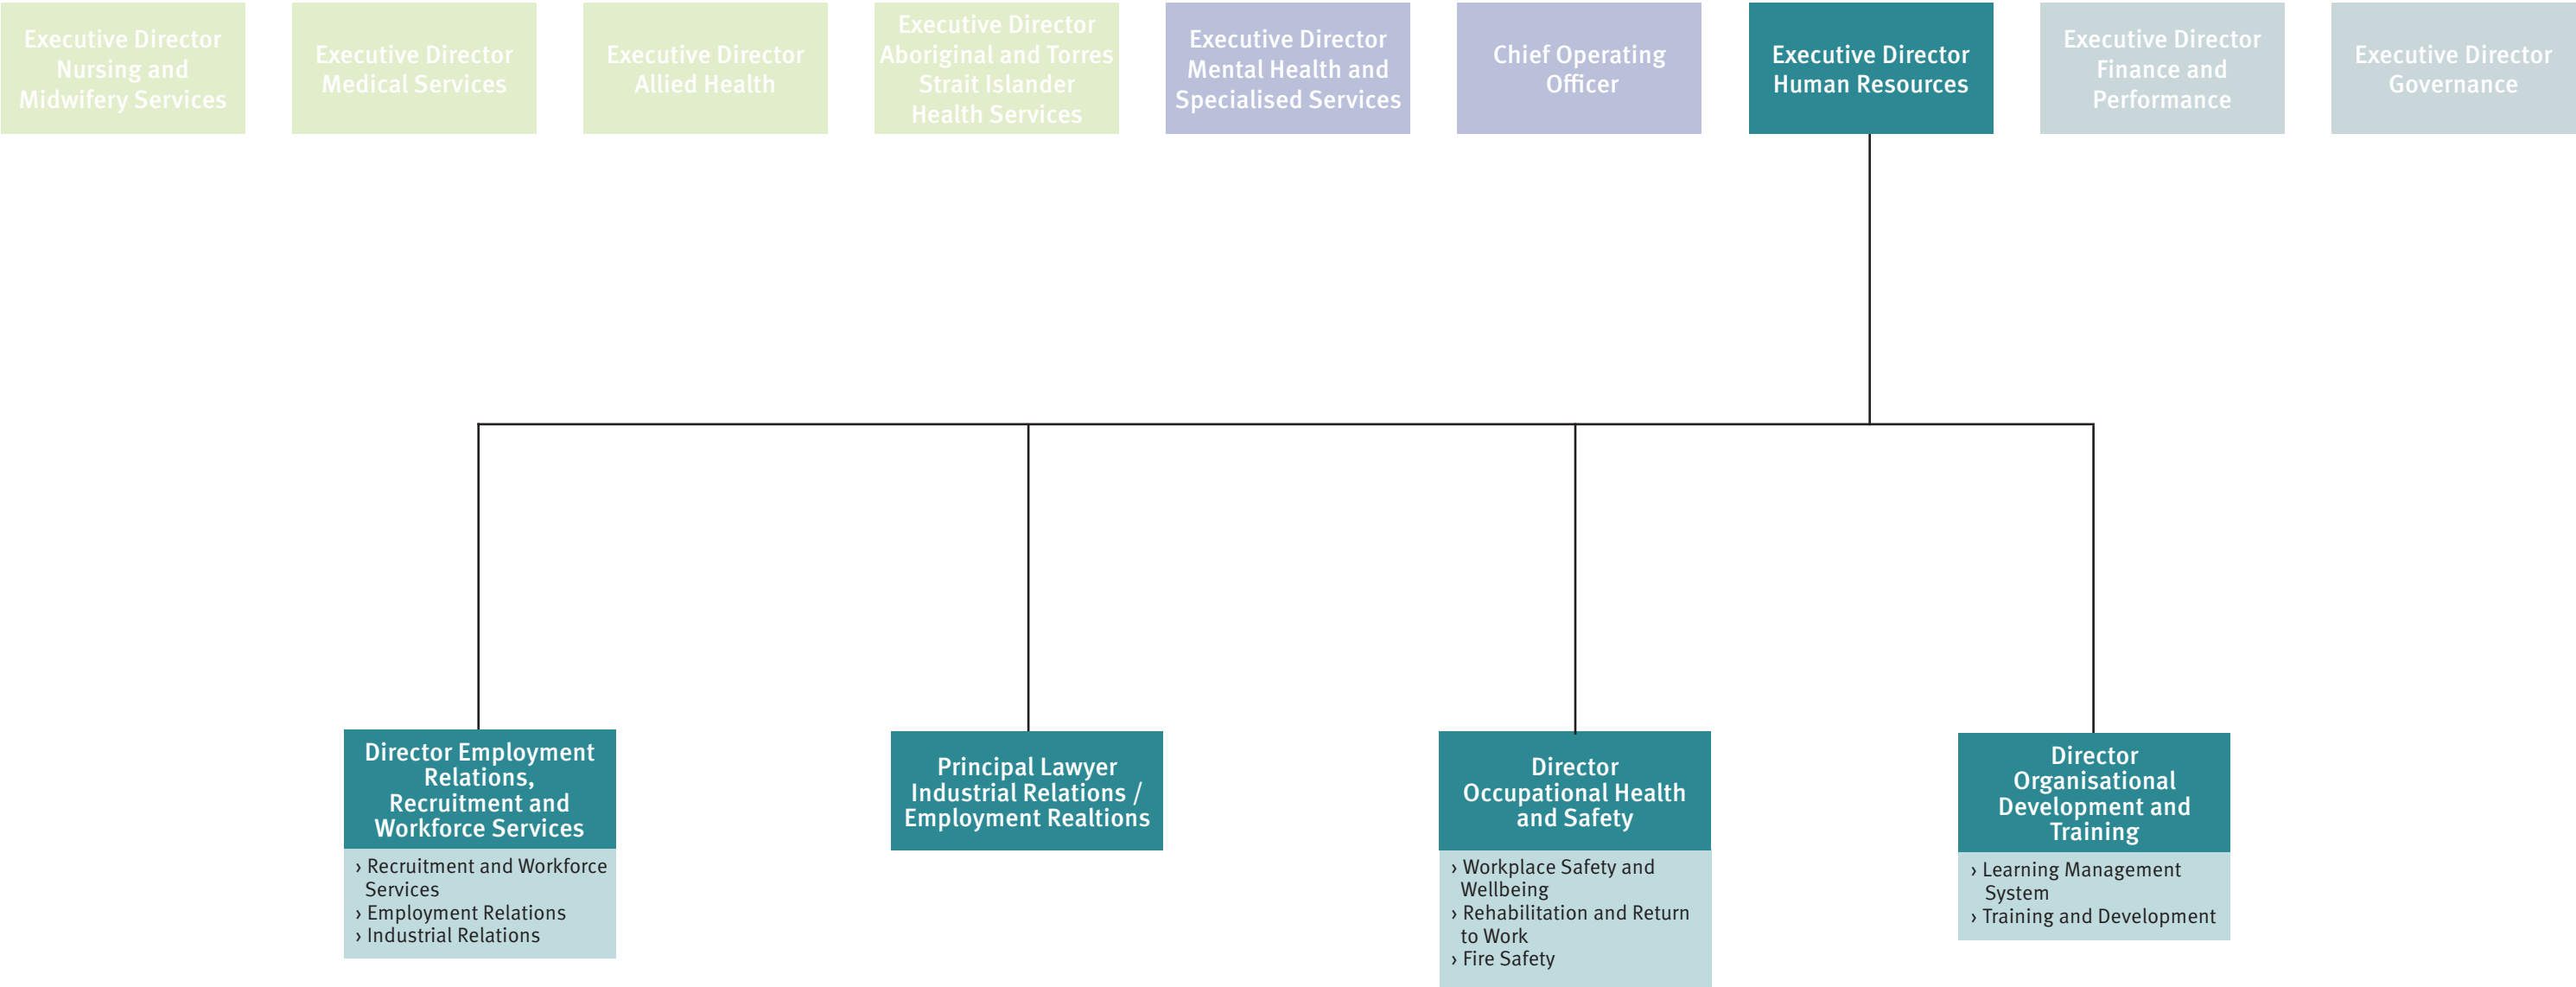 Executive Director
Nursing and
Midwifery Services
Executive Director
Medical Services
Executive Director
Allied Health
Executive Director
Aboriginal and Torres
Strait Islander
Health Services
Executive Director
Mental Health and
Specialised Services
Chief Operating
Officer
Executive Director
Human Resources
Executive Director
Finance and
Performance
Executive Director
Governance
Director Employment
Relations,
Recruitment and
Workforce Services
› Recruitment and Workforce
Services
› Employment Relations
› Industrial Relations
Principal Lawyer
Industrial Relations /
Employment Realtions
Director
Occupational Health
and Safety
› Workplace Safety and
Wellbeing
› Rehabilitation and Return
to Work
› Fire Safety
Director
Organisational
Development and
Training
› Learning Management
System
› Training and Development